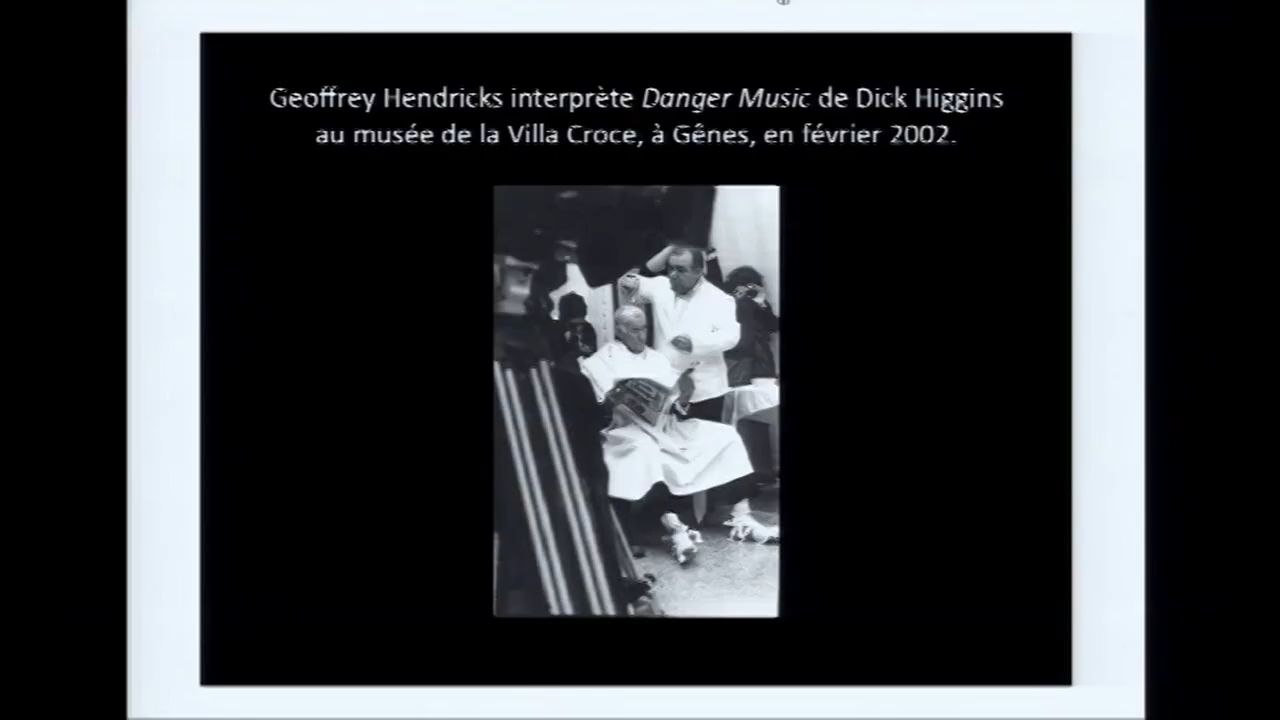 Geoffrey Hendricks interprète Danger Music de Dick Higgins
au musée de la Villa Croce, à Gênes, en février 2002.